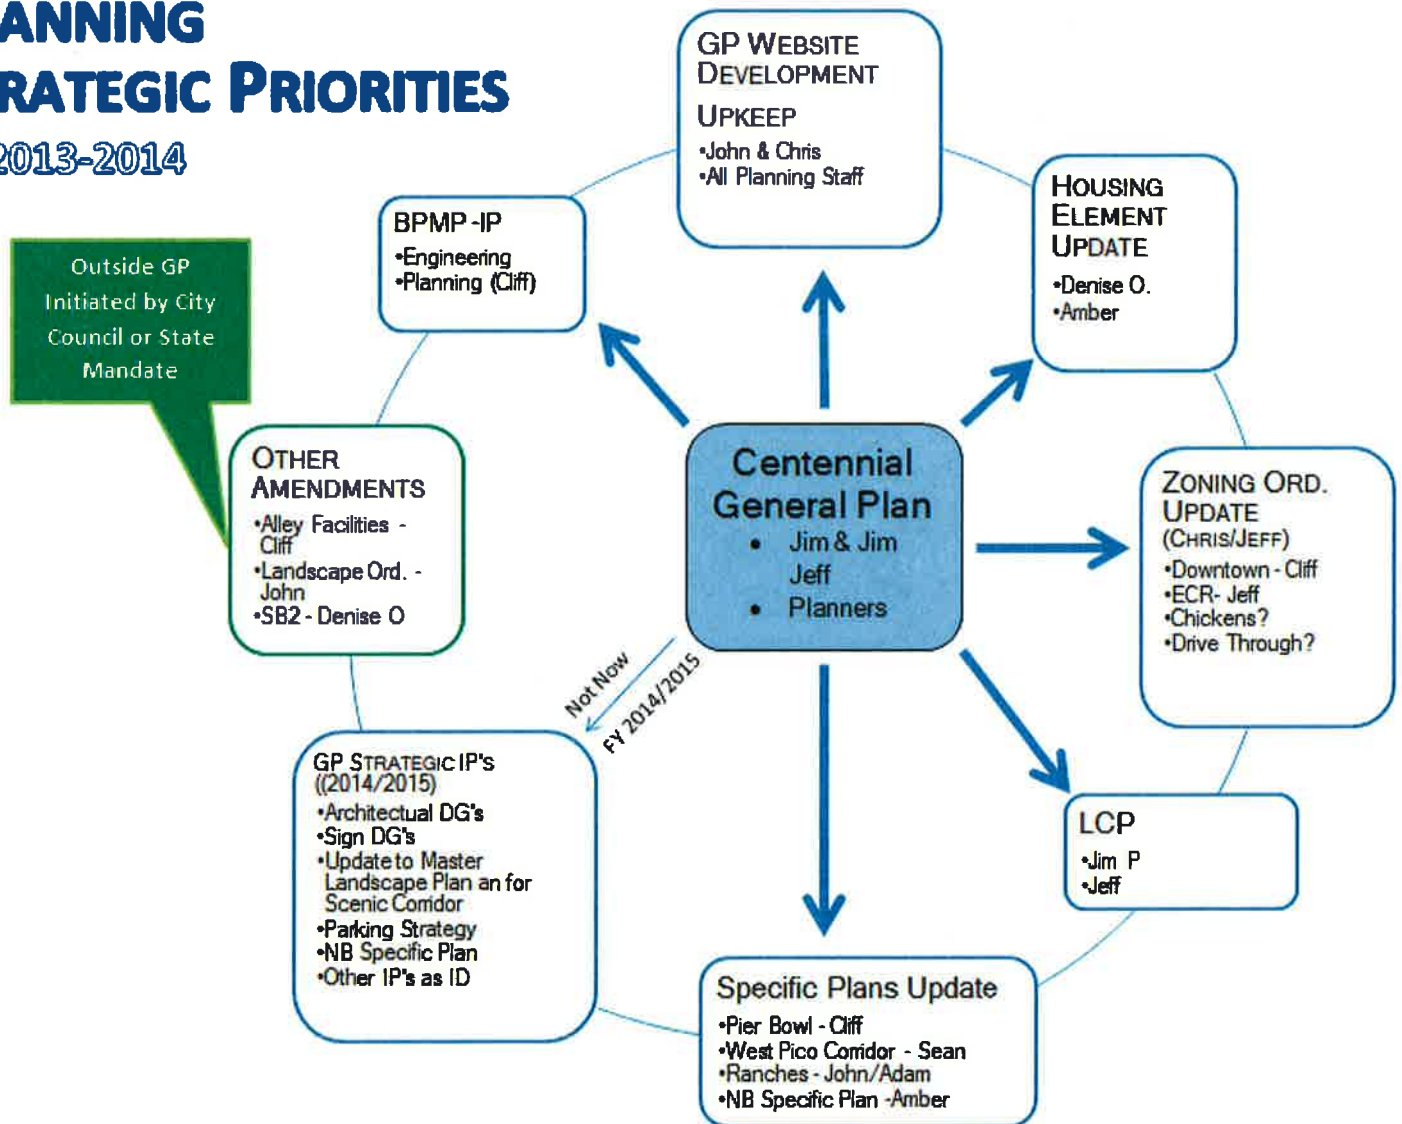 ANNING
RATEGIC PRIORITIES
2013-2014
GP WEBSITE
DEVELOPMENT
UPKEEP
•John & Chris
•All Planning Staff
HOUSING
ELEMENT
UPDATE
•Denise O.
•Amber
BPMP -IP
•Engineering
•Planning (Cliff)
Outside GP
Initiated by City
Council or State
Mandate
OTHER
AMENDMENTS
•Alley Facilities -
Cliff
•Landscape Ord. -
John
•SB2 - Denise O
Centennial
General Plan
• Jim & Jim
Jeff
• Planners
ZONING ORD.
UPDATE
(CHRIS/JEFF)
•Downtown - Cliff
•ECR- Jeff
•Chickens?
•Drive Through?
Not Now
FY 2014/2015
GP STRATEGIC IP's
((2014/2015)
•Architectual DG's
•Sign DG's
•Update to Master
Landscape Plan an for
Scenic Corridor
•Parking Strategy
•NB Specific Plan
•Other IP's as ID
LCP
•Jim P
•Jeff
Specific Plans Update
•Pier Bowl - Cliff
•West Pico Corridor - Sean
•Ranches - John/Adam
•NB Specific Plan -Amber